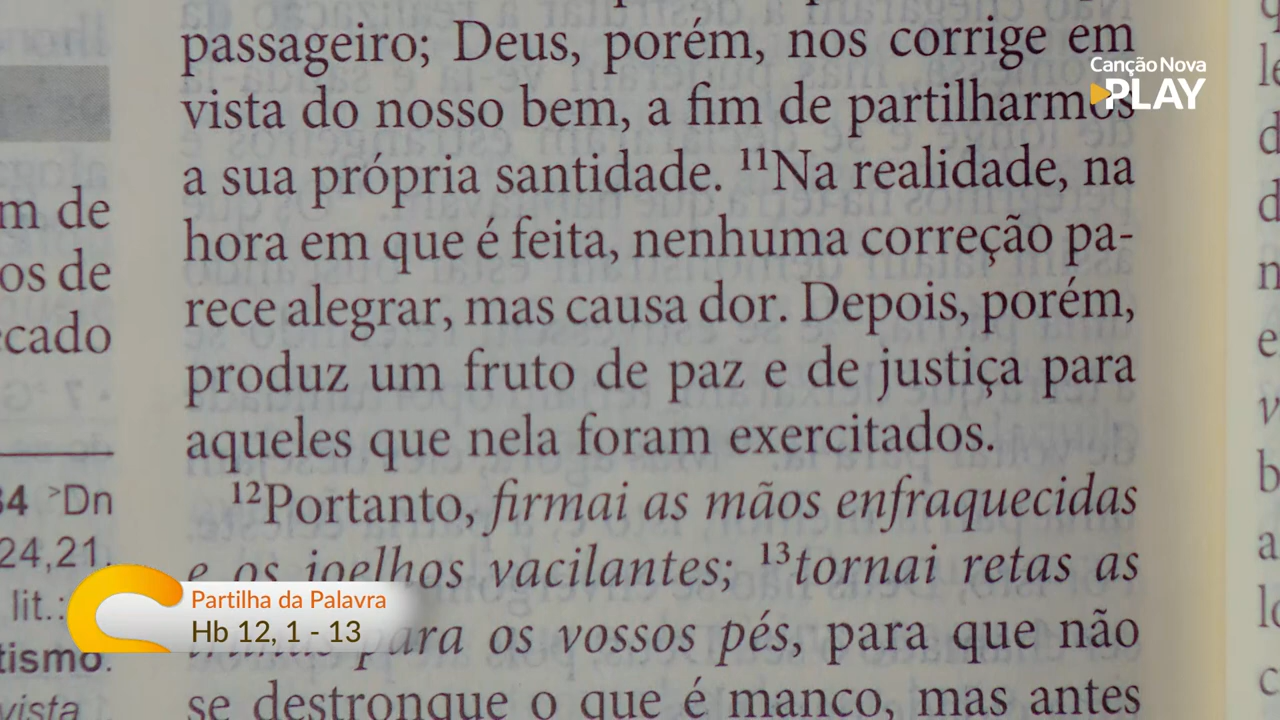 passageiro; Deus, porém, nos corrige em
vista do nosso bem, a fim de partilharmos
a sua própria santidade. ¹¹Na realidade, na
hora em que é feita, nenhuma correção pa-
rece alegrar, mas causa dor. Depois, porém,
produz um fruto de paz e de justiça para
aqueles que nela foram exercitados.
¹²Portanto, firmai as mãos enfraquecidas
e os joelhos vacilantes; ¹³tornai retas as
para os vossos pés, para que não
se destronque o que é manco, mas antes
m de
os de
cado
34 >Dn
24,21.
lit.:
tismo.
vista
Canção Nova
PLAY
Partilha da Palavra
Hb 12, 1 - 13